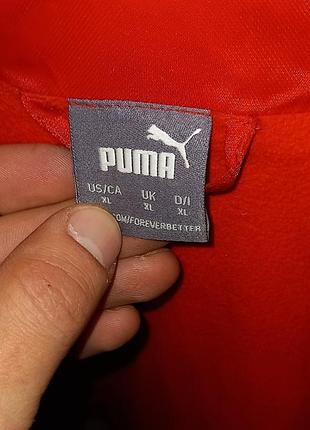 PUMA
US/CA UK D/I
XL XL XL
COM/FOREVERBETTER